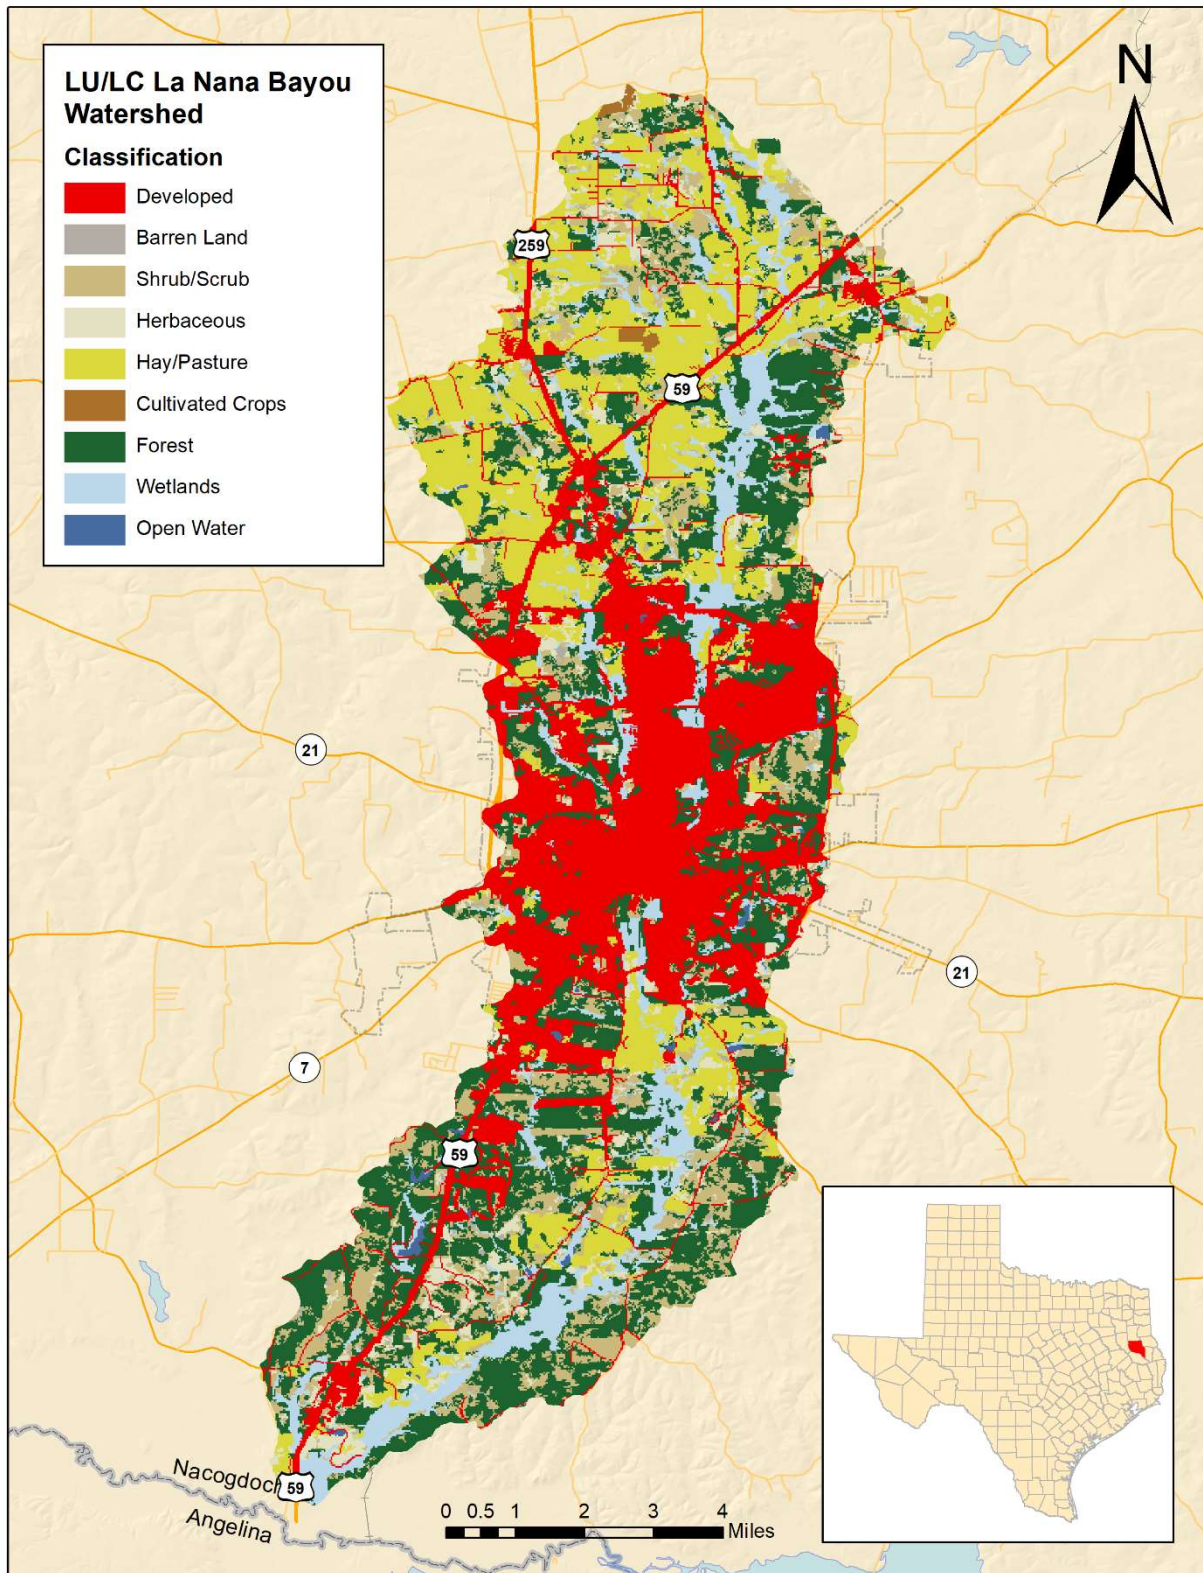 LU/LC La Nana Bayou
Watershed
Classification
Developed
Barren Land
Shrub/Scrub
Herbaceous
Hay/Pasture
Cultivated Crops
Forest
Wetlands
Open Water
N
259
59
21
21
7
59
Nacogdoch
59
Angelina
0 0.5 1 2 3 4
Miles